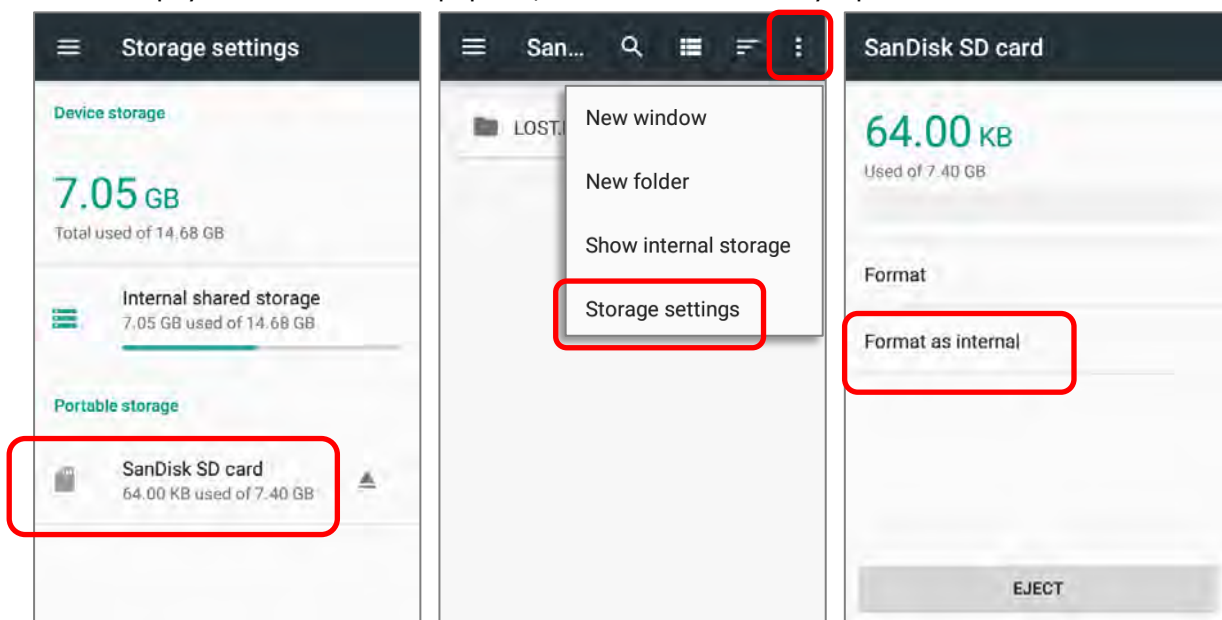 Storage settings
Device storage
7.05 GB
Total used of 14.68 GB
Internal shared storage
7.05 GB used of 14.68 GB
Portable storage
SanDisk SD card
64.00 KB used of 7.40 GB
San...
LOST.
New window
New folder
Show internal storage
Storage settings
SanDisk SD card
64.00 KB
Used of 7.40 GB
Format
Format as internal
EJECT